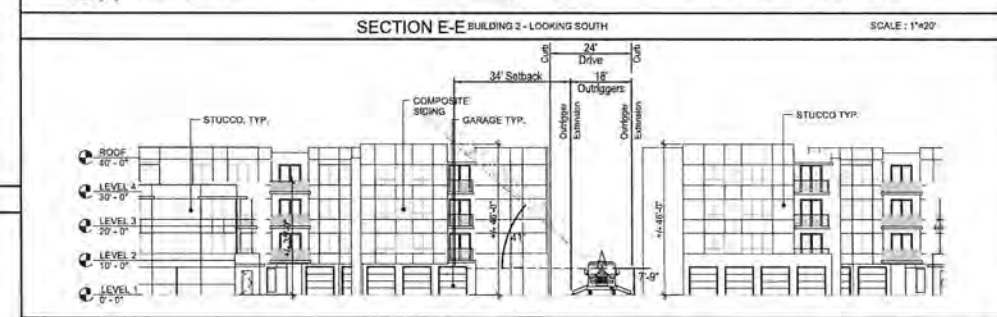 SECTION E-E BUILDING 2 - LOOKING SOUTH
SCALE : 1"=20'
24'
Drive
Curb
Curb
34' Setback
18'
Outriggers
Outrigger
Extension
Outrigger
Extension
STUCCO, TYP.
COMPOSITE
SIDING
GARAGE TYP.
STUCCO TYP.
ROOF
40' - 0"
LEVEL 4
30' - 0"
LEVEL 3
20' - 0"
LEVEL 2
10' - 0"
LEVEL 1
0' - 0"
+/- 46'-0"
41°
7'-9"
+/- 46'-0"